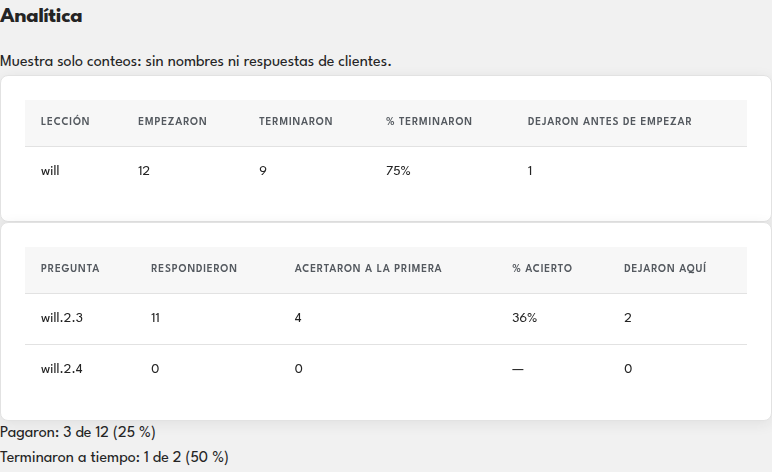 Analítica
Muestra solo conteos: sin nombres ni respuestas de clientes.
LECCIÓN EMPEZARON TERMINARON % TERMINARON DEJARON ANTES DE EMPEZAR
will 12 9 75% 1
PREGUNTA RESPONDIERON ACERTARON A LA PRIMERA % ACIERTO DEJARON AQUÍ
will.2.3 11 4 36% 2
will.2.4 0 0 — 0
Pagaron: 3 de 12 (25 %)
Terminaron a tiempo: 1 de 2 (50 %)